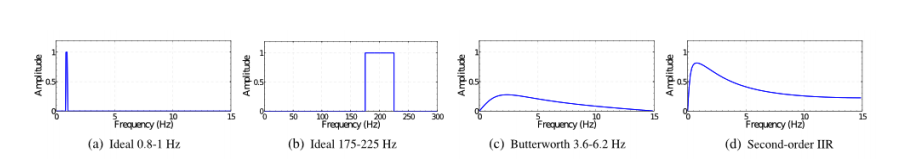 Amplitude
1
0.5
0
0 5 10 15
Frequency (Hz)
(a) Ideal 0.8-1 Hz
Amplitude
1
0.5
0
0 50 100 150 200 250 300
Frequency (Hz)
(b) Ideal 175-225 Hz
Amplitude
1
0.5
0
0 5 10 15
Frequency (Hz)
(c) Butterworth 3.6-6.2 Hz
Amplitude
1
0.5
0
0 5 10 15
Frequency (Hz)
(d) Second-order IIR